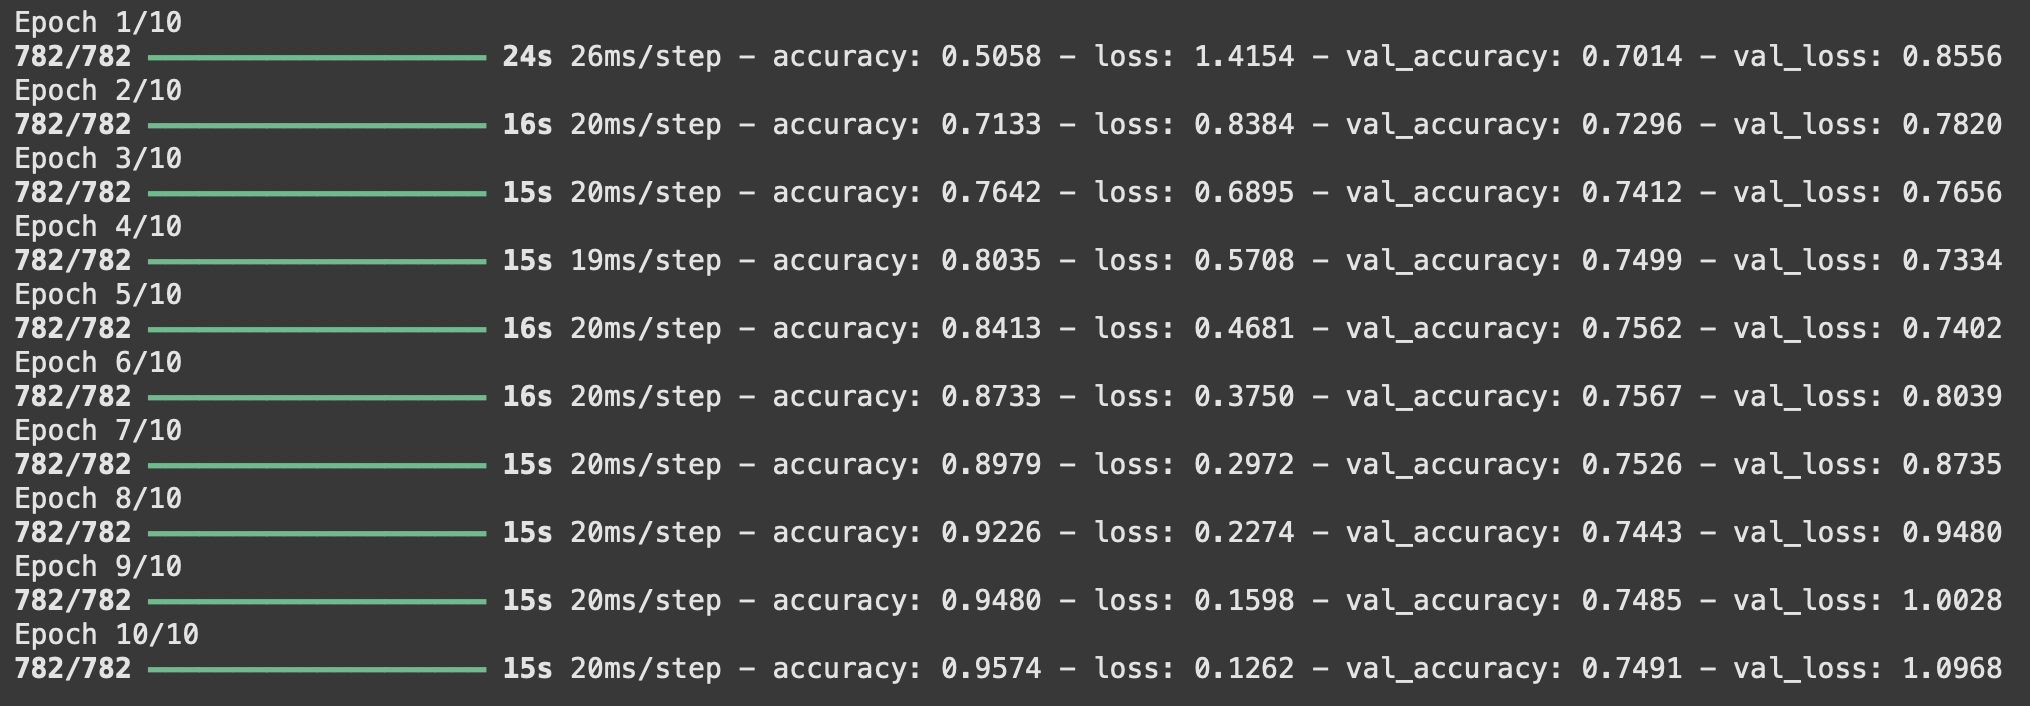 Epoch 1/10
782/782 ━━━━━━━━━━━━━━━━━━━━ 24s 26ms/step - accuracy: 0.5058 - loss: 1.4154 - val_accuracy: 0.7014 - val_loss: 0.8556
Epoch 2/10
782/782 ━━━━━━━━━━━━━━━━━━━━ 16s 20ms/step - accuracy: 0.7133 - loss: 0.8384 - val_accuracy: 0.7296 - val_loss: 0.7820
Epoch 3/10
782/782 ━━━━━━━━━━━━━━━━━━━━ 15s 20ms/step - accuracy: 0.7642 - loss: 0.6895 - val_accuracy: 0.7412 - val_loss: 0.7656
Epoch 4/10
782/782 ━━━━━━━━━━━━━━━━━━━━ 15s 19ms/step - accuracy: 0.8035 - loss: 0.5708 - val_accuracy: 0.7499 - val_loss: 0.7334
Epoch 5/10
782/782 ━━━━━━━━━━━━━━━━━━━━ 16s 20ms/step - accuracy: 0.8413 - loss: 0.4681 - val_accuracy: 0.7562 - val_loss: 0.7402
Epoch 6/10
782/782 ━━━━━━━━━━━━━━━━━━━━ 16s 20ms/step - accuracy: 0.8733 - loss: 0.3750 - val_accuracy: 0.7567 - val_loss: 0.8039
Epoch 7/10
782/782 ━━━━━━━━━━━━━━━━━━━━ 15s 20ms/step - accuracy: 0.8979 - loss: 0.2972 - val_accuracy: 0.7526 - val_loss: 0.8735
Epoch 8/10
782/782 ━━━━━━━━━━━━━━━━━━━━ 15s 20ms/step - accuracy: 0.9226 - loss: 0.2274 - val_accuracy: 0.7443 - val_loss: 0.9480
Epoch 9/10
782/782 ━━━━━━━━━━━━━━━━━━━━ 15s 20ms/step - accuracy: 0.9480 - loss: 0.1598 - val_accuracy: 0.7485 - val_loss: 1.0028
Epoch 10/10
782/782 ━━━━━━━━━━━━━━━━━━━━ 15s 20ms/step - accuracy: 0.9574 - loss: 0.1262 - val_accuracy: 0.7491 - val_loss: 1.0968